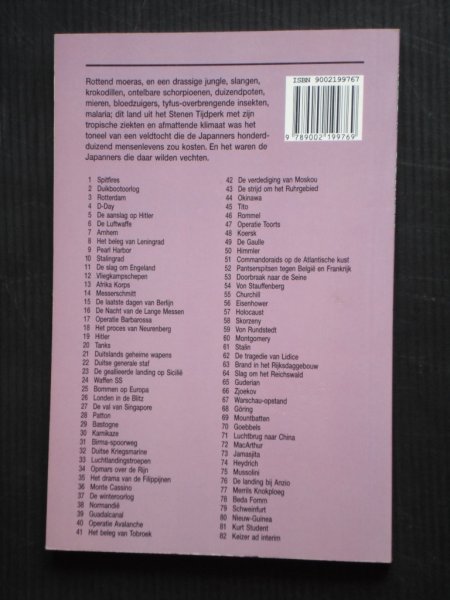 Rottend moeras, en een drassige jungle, slangen,
krokodillen, ontelbare schorpioenen, duizendpoten,
mieren, bloedzuigers, tyfus-overbrengende insekten,
malaria; dit land uit het Stenen Tijdperk met zijn
tropische ziekten en afmattende klimaat was het
toneel van een veldtocht die de Japanners honderd-
duizend mensenlevens zou kosten. En het waren de
Japanners die daar wilden vechten.
ISBN 9002199767
9 789002 199769
1 Spitfires
2 Duikbootoorlog
3 Rotterdam
4 D-Day
5 De aanslag op Hitler
6 De Luftwaffe
7 Arnhem
8 Het beleg van Leningrad
9 Pearl Harbor
10 Stalingrad
11 De slag om Engeland
12 Vliegkampschepen
13 Afrika Korps
14 Messerschmitt
15 De laatste dagen van Berlijn
16 De Nacht van de Lange Messen
17 Operatie Barbarossa
18 Het proces van Neurenberg
19 Hitler
20 Tanks
21 Duitslands geheime wapens
22 Duitse generale staf
23 De geallieerde landing op Sicilië
24 Waffen SS
25 Bommen op Europa
26 Londen in de Blitz
27 De val van Singapore
28 Patton
29 Bastogne
30 Kamikaze
31 Birma-spoorweg
32 Duitse Kriegsmarine
33 Luchtlandingstroepen
34 Opmars over de Rijn
35 Het drama van de Filippijnen
36 Monte Cassino
37 De winteroorlog
38 Normandië
39 Guadalcanal
40 Operatie Avalanche
41 Het beleg van Tobroek
42 De verdediging van Moskou
43 De strijd om het Ruhrgebied
44 Okinawa
45 Tito
46 Rommel
47 Operatie Toorts
48 Koersk
49 De Gaulle
50 Himmler
51 Commandoraids op de Atlantische kust
52 Pantserspitsen tegen België en Frankrijk
53 Doorbraak naar de Seine
54 Von Stauffenberg
55 Churchill
56 Eisenhower
57 Holocaust
58 Skorzeny
59 Von Rundstedt
60 Montgomery
61 Stalin
62 De tragedie van Lidice
63 Brand in het Rijksdaggebouw
64 Slag om het Reichswald
65 Guderian
66 Zjoekov
67 Warschau-opstand
68 Göring
69 Mountbatten
70 Goebbels
71 Luchtbrug naar China
72 MacArthur
73 Jamasjita
74 Heydrich
75 Mussolini
76 De landing bij Anzio
77 Merrils Knokploeg
78 Beda Fomm
79 Schweinfurt
80 Nieuw-Guinea
81 Kurt Student
82 Keizer ad interim